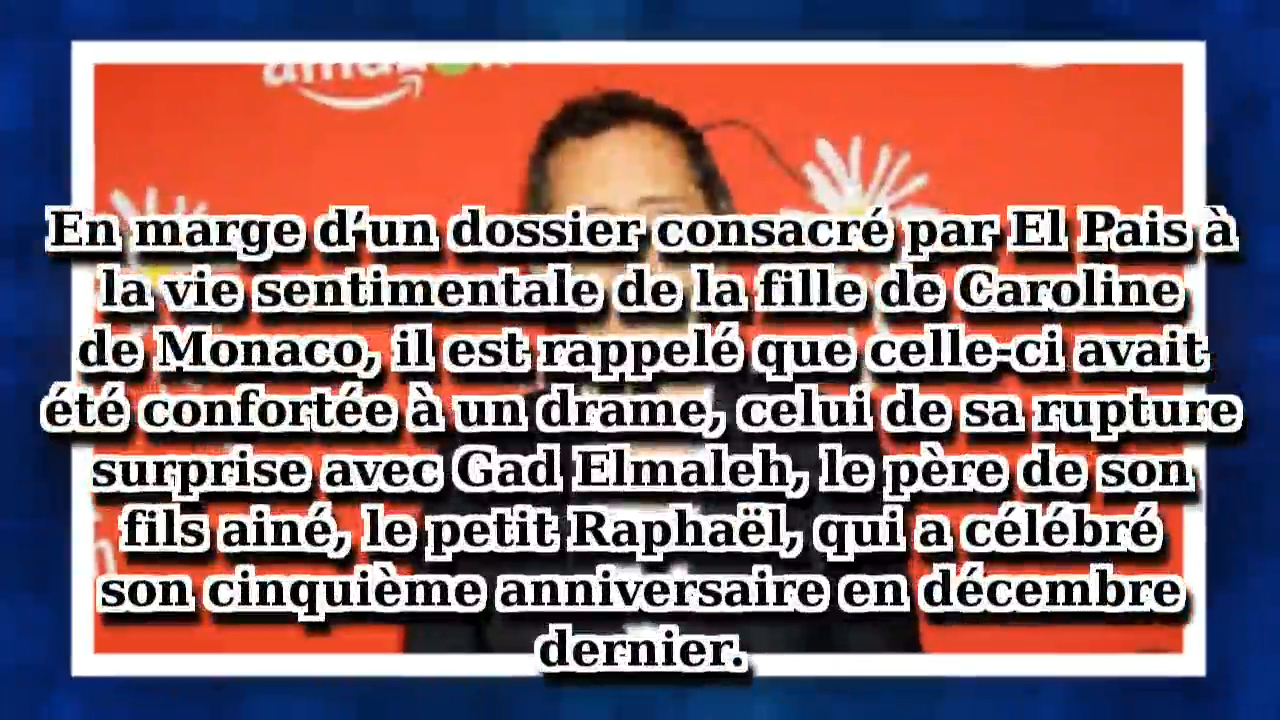 amazon
En marge d‘un dossier consacré par El Pais à
la vie sentimentale de la fille de Caroline
de Monaco, il est rappelé que celle-ci avait
été confortée à un drame, celui de sa rupture
surprise avec Gad Elmaleh, le père de son
fils ainé, le petit Raphaël, qui a célébré
son cinquième anniversaire en décembre
dernier.